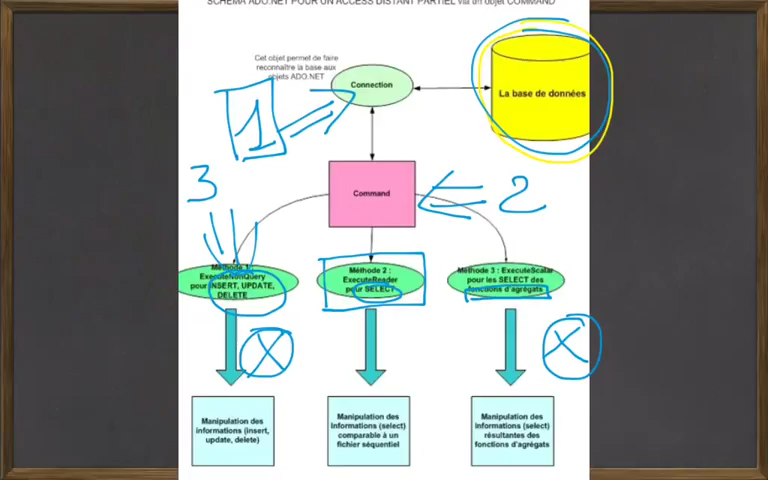 SCHEMA ADO.NET POUR UN ACCESS DISTANT PARTIEL via un objet COMMAND
Cet objet permet de faire
reconnaître la base aux
objets ADO.NET
Connection
La base de données
1
3
Command
2
Méthode 1
ExecuteNonQuery
pour INSERT, UPDATE,
DELETE
Méthode 2 :
ExecuteReader
pour SELECT
Méthode 3 : ExecuteScalar
pour les SELECT des
fonctions d'agrégats
X
X
Manipulation des
informations (insert,
update, delete)
Manipulation des
informations (select)
comparable à un
fichier séquentiel
Manipulation des
informations (select)
résultantes des
fonctions d'agrégats